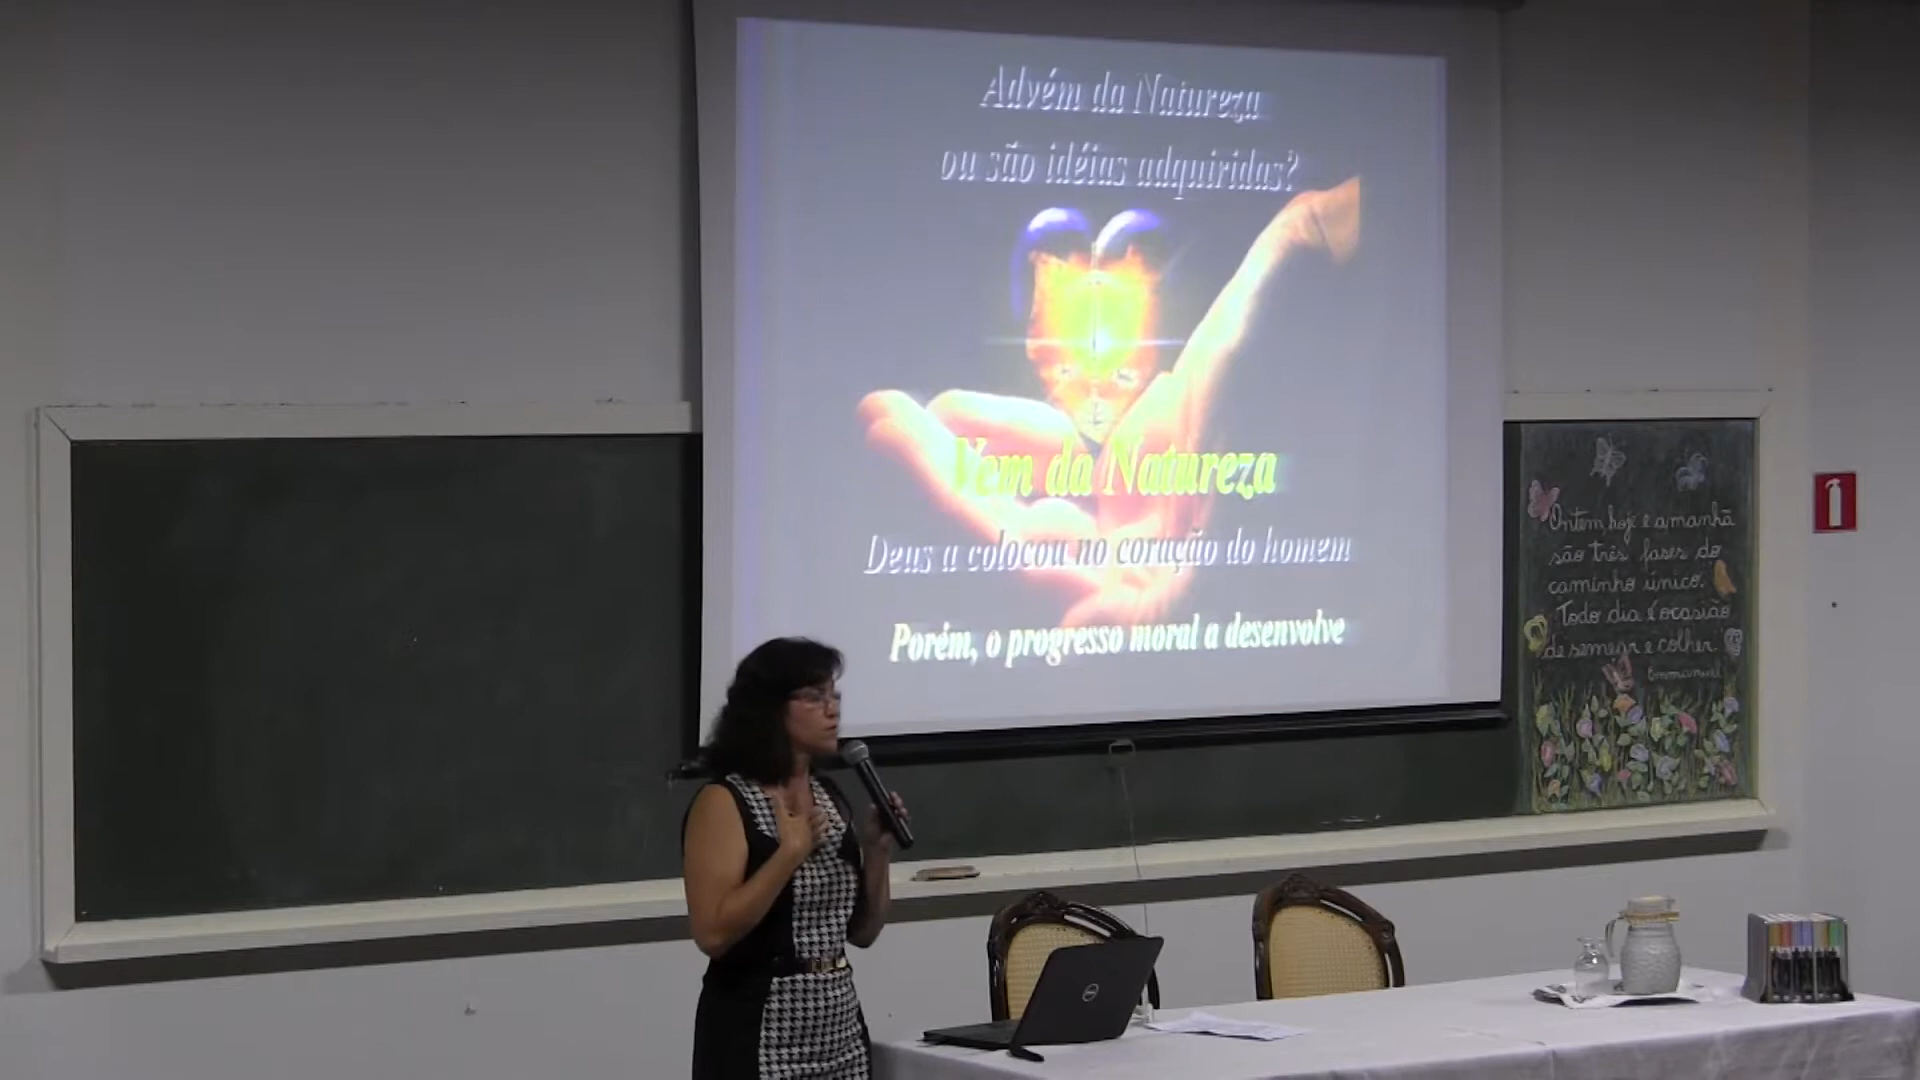 Advém da Natureza
ou são idéias adquiridas?
Vem da Natureza
Deus a colocou no coração do homem
Porém, o progresso moral a desenvolve
Ontem hoje e amanhã
são três fases do
caminho único.
Todo dia é ocasião
de semear e colher.
Emmanuel
DELL